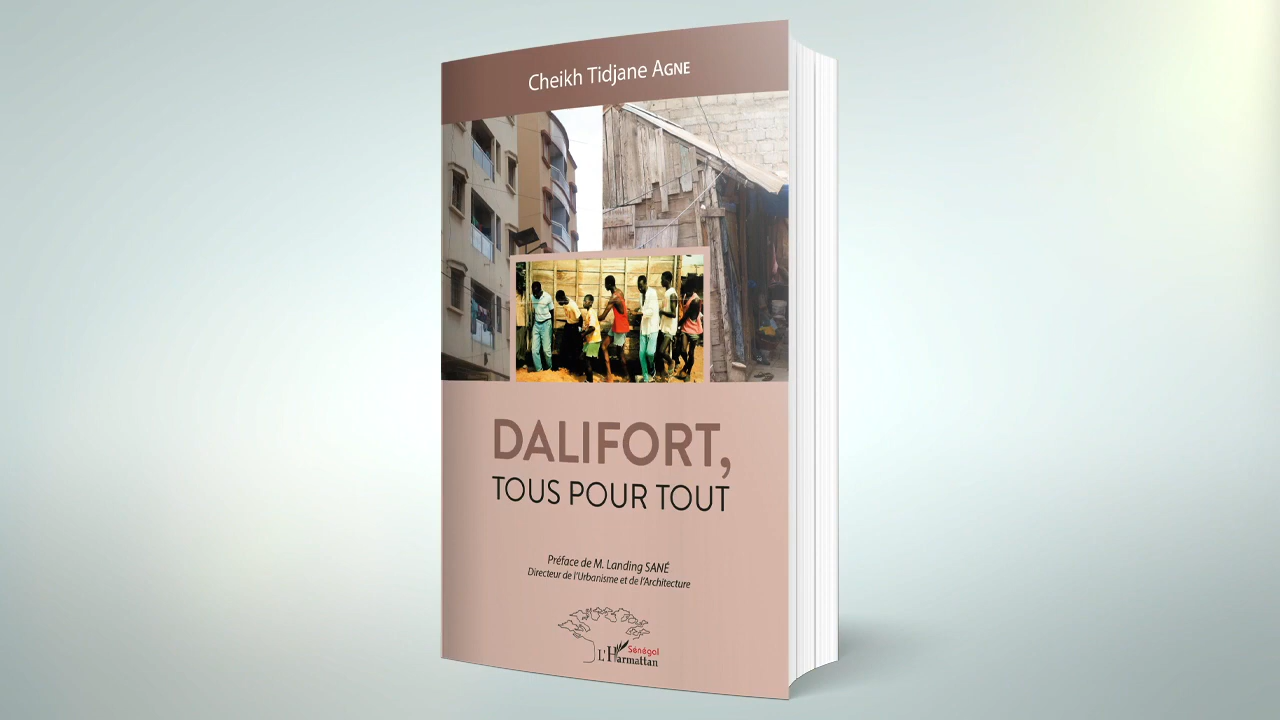 Cheikh Tidjane AGNE
DALIFORT,
TOUS POUR TOUT
Préface de M. Landing SANÉ
Directeur de l'Urbanisme et de l'Architecture
Sénégal
L'Harmattan